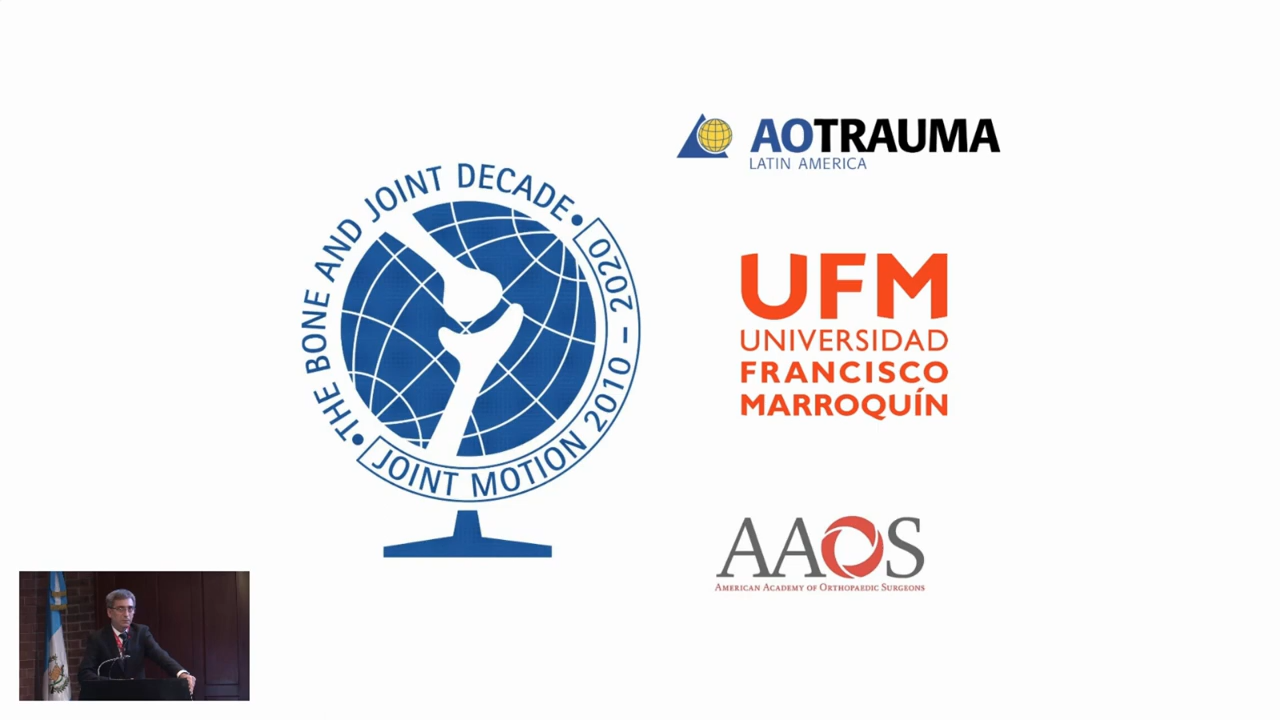 THE BONE AND JOINT DECADE
JOINT MOTION 2010 – 2020
AOTRAUMA
LATIN AMERICA
UFM
UNIVERSIDAD
FRANCISCO
MARROQUÍN
AAOS
AMERICAN ACADEMY OF ORTHOPAEDIC SURGEONS